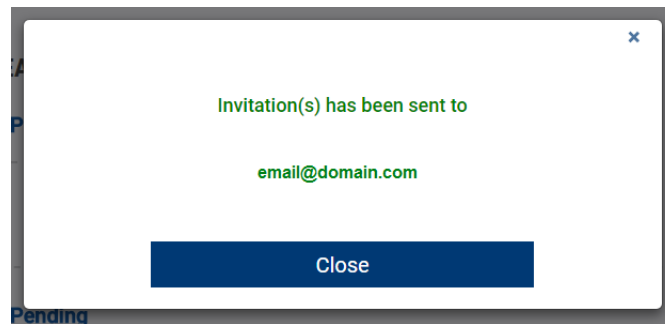 ×
Invitation(s) has been sent to
email@domain.com
Close
Pending